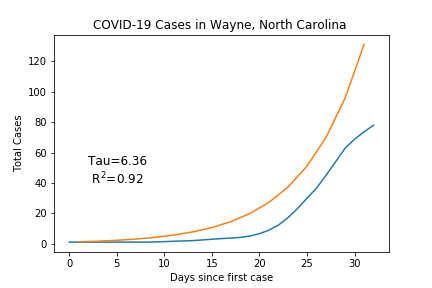 COVID-19 Cases in Wayne, North Carolina
Total Cases
120
100
80
60
40
20
0
Tau=6.36
R²=0.92
0 5 10 15 20 25 30
Days since first case